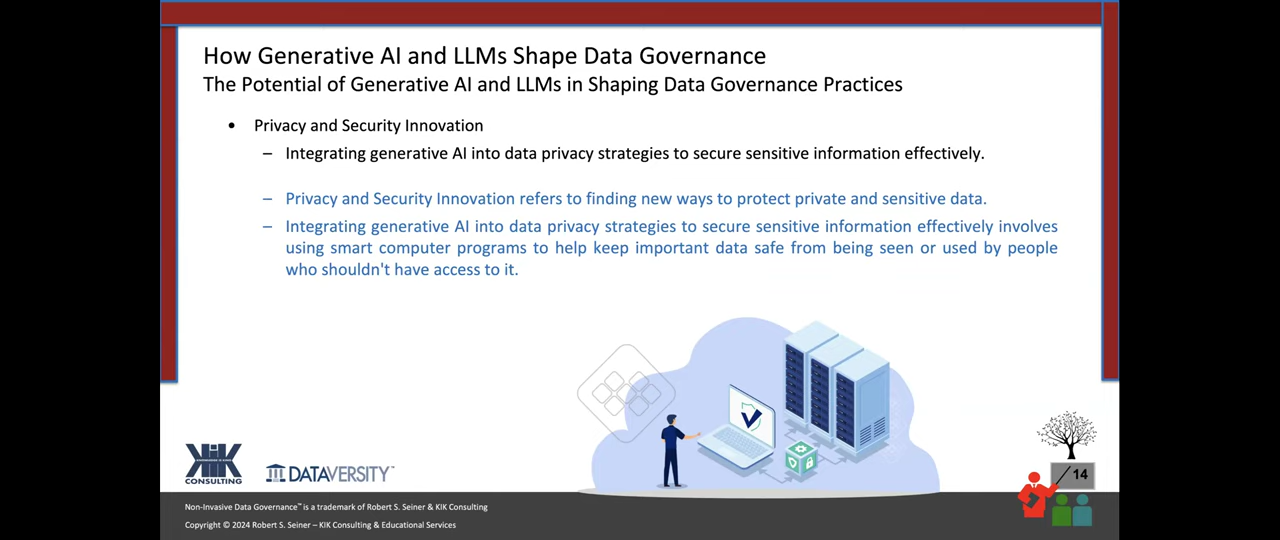 How Generative AI and LLMs Shape Data Governance
The Potential of Generative AI and LLMs in Shaping Data Governance Practices
• Privacy and Security Innovation
– Integrating generative AI into data privacy strategies to secure sensitive information effectively.
– Privacy and Security Innovation refers to finding new ways to protect private and sensitive data.
– Integrating generative AI into data privacy strategies to secure sensitive information effectively involves
using smart computer programs to help keep important data safe from being seen or used by people
who shouldn't have access to it.
KIK
CONSULTING
DATAVERSITY™
14
Non-Invasive Data Governance™ is a trademark of Robert S. Seiner & KIK Consulting
Copyright © 2024 Robert S. Seiner – KIK Consulting & Educational Services